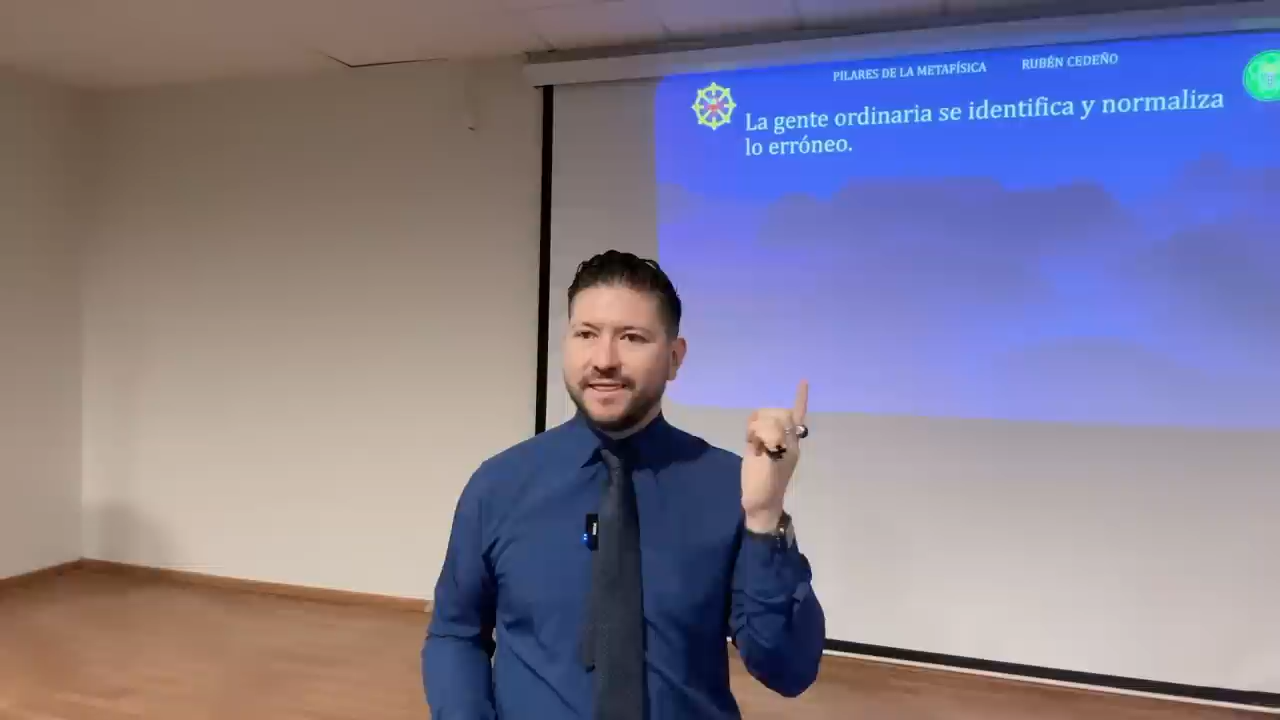 PILARES DE LA METAFÍSICA RUBÉN CEDEÑO
La gente ordinaria se identifica y normaliza
lo erróneo.